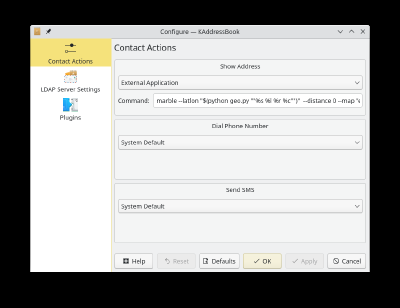 Configure — KAddressBook
Contact Actions
LDAP Server Settings
Plugins
Contact Actions
Show Address
External Application
Command: marble --latlon "$(python geo.py "'%s %l %r %c'")" --distance 0 --map
Dial Phone Number
System Default
Send SMS
System Default
Help Reset Defaults OK Apply Cancel